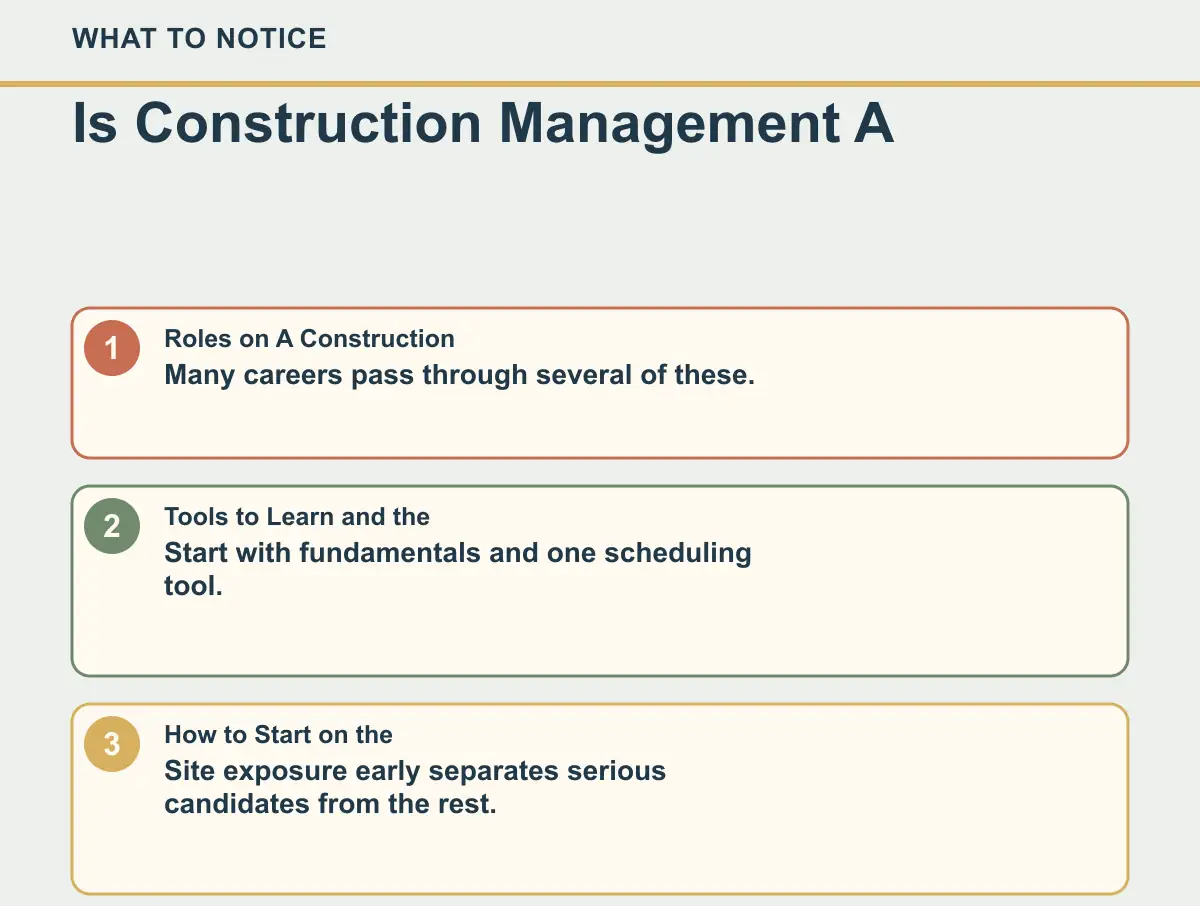 WHAT TO NOTICE
Is Construction Management A
1
Roles on A Construction
Many careers pass through several of these.
2
Tools to Learn and the
Start with fundamentals and one scheduling
tool.
3
How to Start on the
Site exposure early separates serious
candidates from the rest.